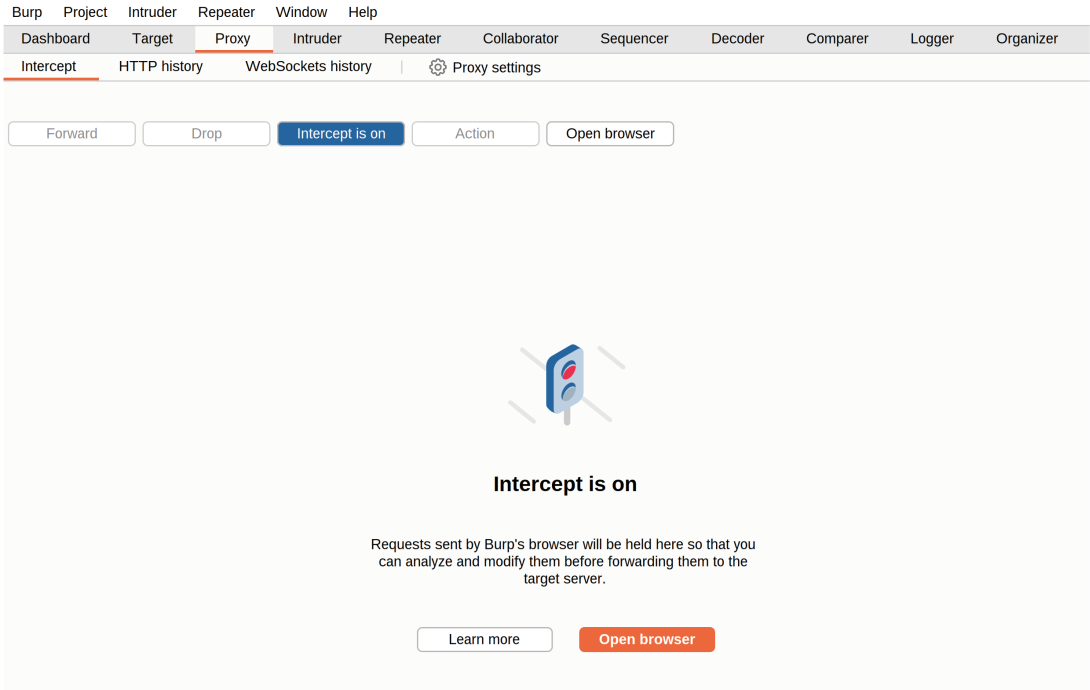 Burp Project Intruder Repeater Window Help
Dashboard Target Proxy Intruder Repeater Collaborator Sequencer Decoder Comparer Logger Organizer
Intercept HTTP history WebSockets history Proxy settings
Forward Drop Intercept is on Action Open browser
Intercept is on
Requests sent by Burp's browser will be held here so that you
can analyze and modify them before forwarding them to the
target server.
Learn more Open browser